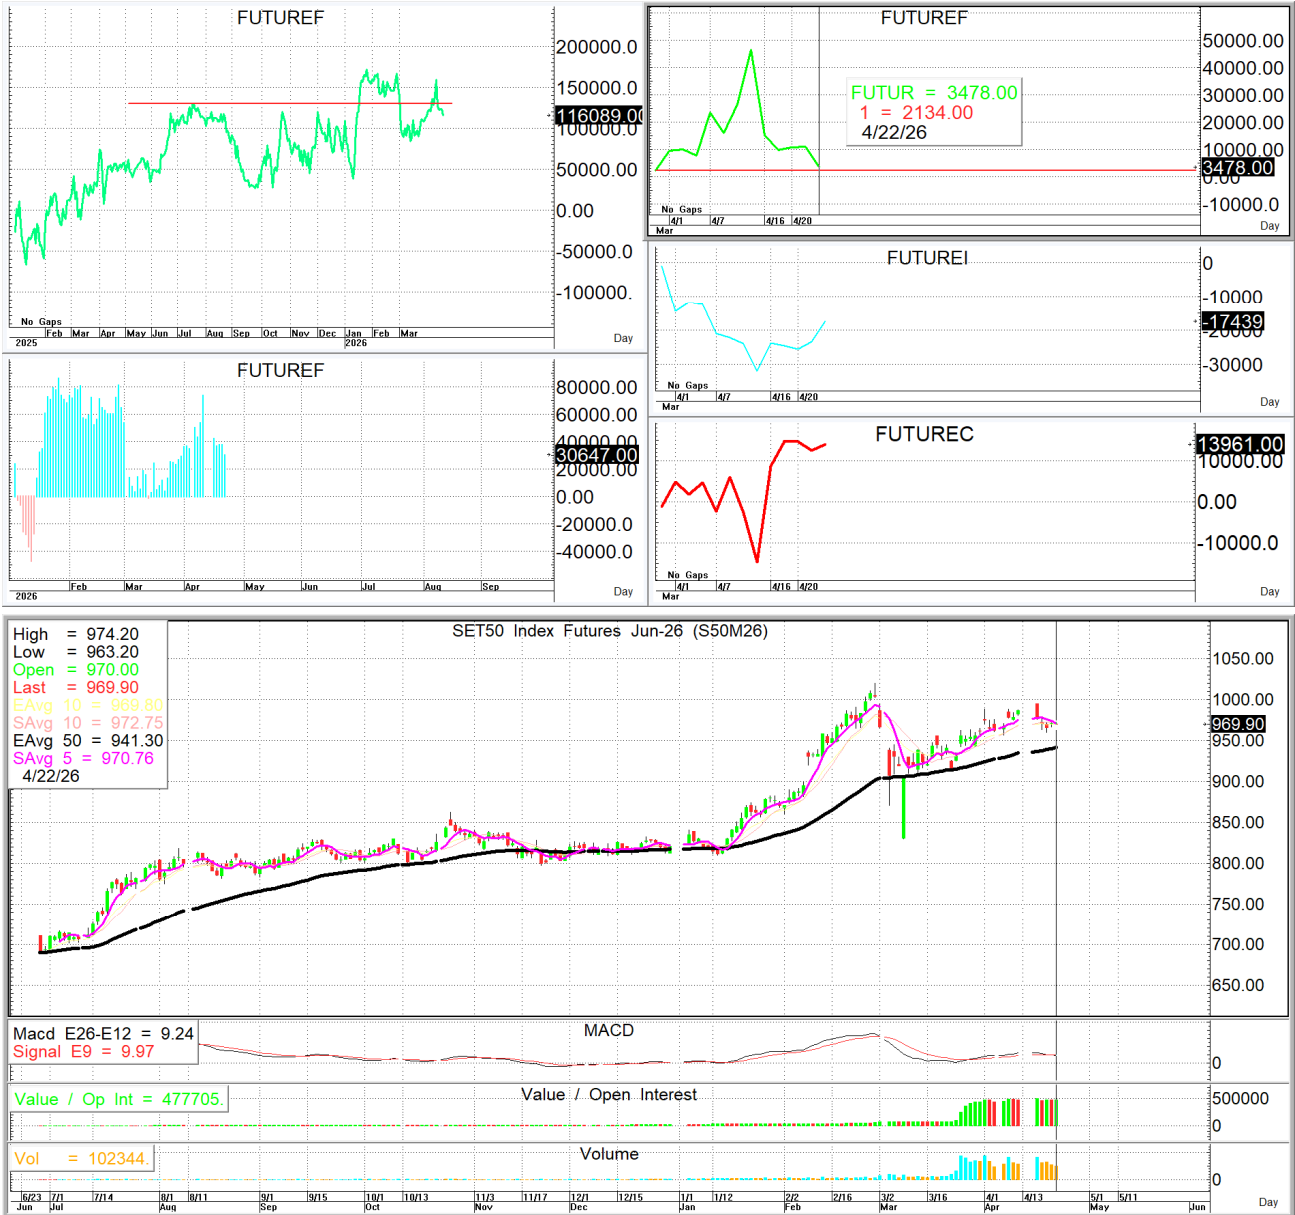 FUTUREF
200000.0
150000.0
116089.00
100000.0
50000.00
0.00
-50000.0
-100000.
No Gaps
Feb Mar Apr May Jun Jul Aug Sep Oct Nov Dec Jan Feb Mar
2025 2026
Day
FUTUREF
50000.00
40000.00
30000.00
20000.00
10000.00
3478.00
0.00
-10000.0
FUTUR = 3478.00
1 = 2134.00
4/22/26
No Gaps
4/1 4/7 4/16 4/20
Mar
Day
FUTUREI
0
-10000
-17439
-20000
-30000
No Gaps
4/1 4/7 4/16 4/20
Mar
Day
FUTUREF
80000.00
60000.00
40000.00
30647.00
20000.00
0.00
-20000.0
-40000.0
Feb Mar Apr May Jun Jul Aug Sep
2026
Day
FUTUREC
13961.00
10000.00
0.00
-10000.0
No Gaps
4/1 4/7 4/16 4/20
Mar
Day
SET50 Index Futures Jun-26 (S50M26)
High = 974.20
Low = 963.20
Open = 970.00
Last = 969.90
EAvg 10 = 969.80
SAvg 10 = 972.75
EAvg 50 = 941.30
SAvg 5 = 970.76
4/22/26
1050.00
1000.00
969.90
950.00
900.00
850.00
800.00
750.00
700.00
650.00
MACD
Macd E26-E12 = 9.24
Signal E9 = 9.97
0
Value / Open Interest
Value / Op Int = 477705.
500000
0
Volume
Vol = 102344.
0
6/23 7/1 7/14 8/1 8/11 9/1 9/15 10/1 10/13 11/3 11/17 12/1 12/15 1/1 1/12 2/2 2/16 3/2 3/16 4/1 4/13 5/1 5/11
Jun Jul Aug Sep Oct Nov Dec Jan Feb Mar Apr May Jun
Day